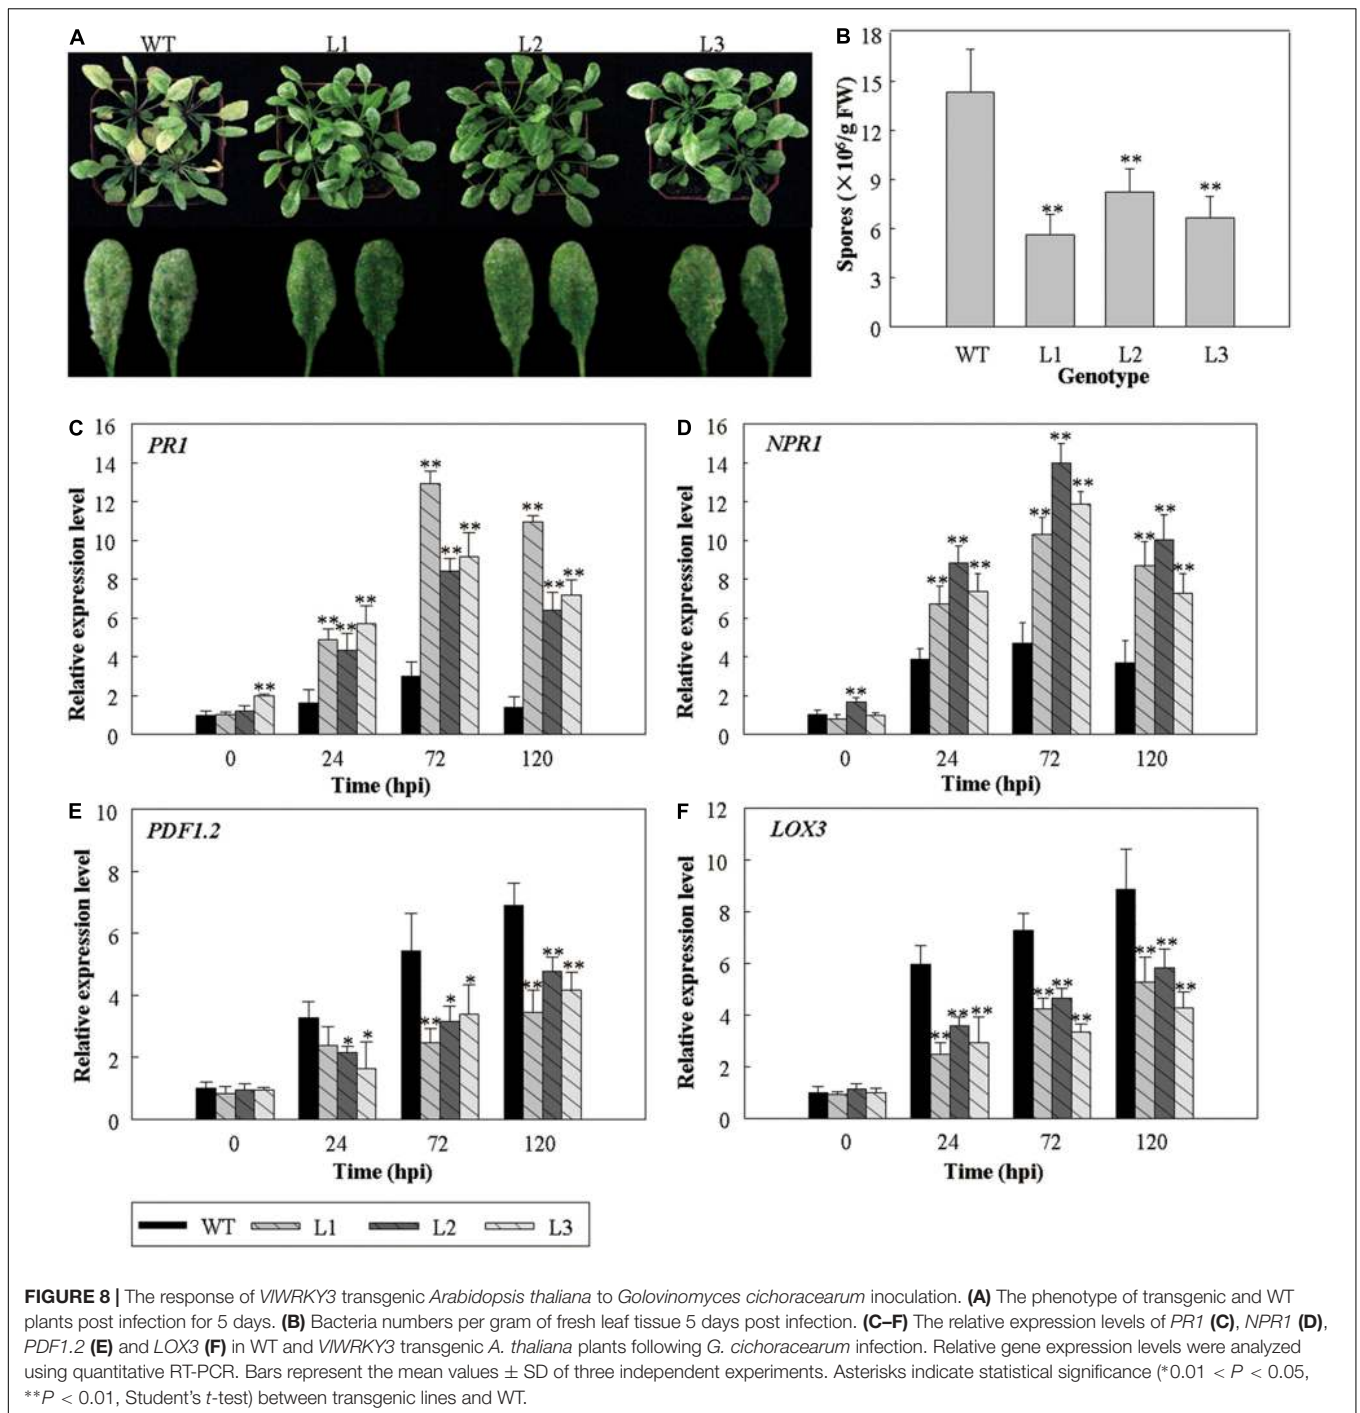 A
WT L1 L2 L3
B
18
15
12
9
6
3
0
Spores (×10⁶/g FW)
**
**
**
WT L1 L2 L3
Genotype
C
PR1
16
14
12
10
8
6
4
2
0
Relative expression level
**
** ** **
** ** **
** ** **
0 24 72 120
Time (hpi)
D
NPR1
16
14
12
10
8
6
4
2
0
Relative expression level
**
** ** **
** ** **
** ** **
0 24 72 120
Time (hpi)
E
PDF1.2
10
8
6
4
2
0
Relative expression level
* *
** * *
** ** **
0 24 72 120
Time (hpi)
F
LOX3
12
10
8
6
4
2
0
Relative expression level
** ** **
** ** **
** ** **
0 24 72 120
Time (hpi)
WT L1 L2 L3
FIGURE 8 | The response of VlWRKY3 transgenic Arabidopsis thaliana to Golovinomyces cichoracearum inoculation. (A) The phenotype of transgenic and WT
plants post infection for 5 days. (B) Bacteria numbers per gram of fresh leaf tissue 5 days post infection. (C–F) The relative expression levels of PR1 (C), NPR1 (D),
PDF1.2 (E) and LOX3 (F) in WT and VlWRKY3 transgenic A. thaliana plants following G. cichoracearum infection. Relative gene expression levels were analyzed
using quantitative RT-PCR. Bars represent the mean values ± SD of three independent experiments. Asterisks indicate statistical significance (*0.01 < P < 0.05,
**P < 0.01, Student's t-test) between transgenic lines and WT.